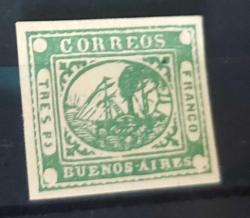 CORREOS
TRES Ps
FRANCO
BUENOS-AIRES